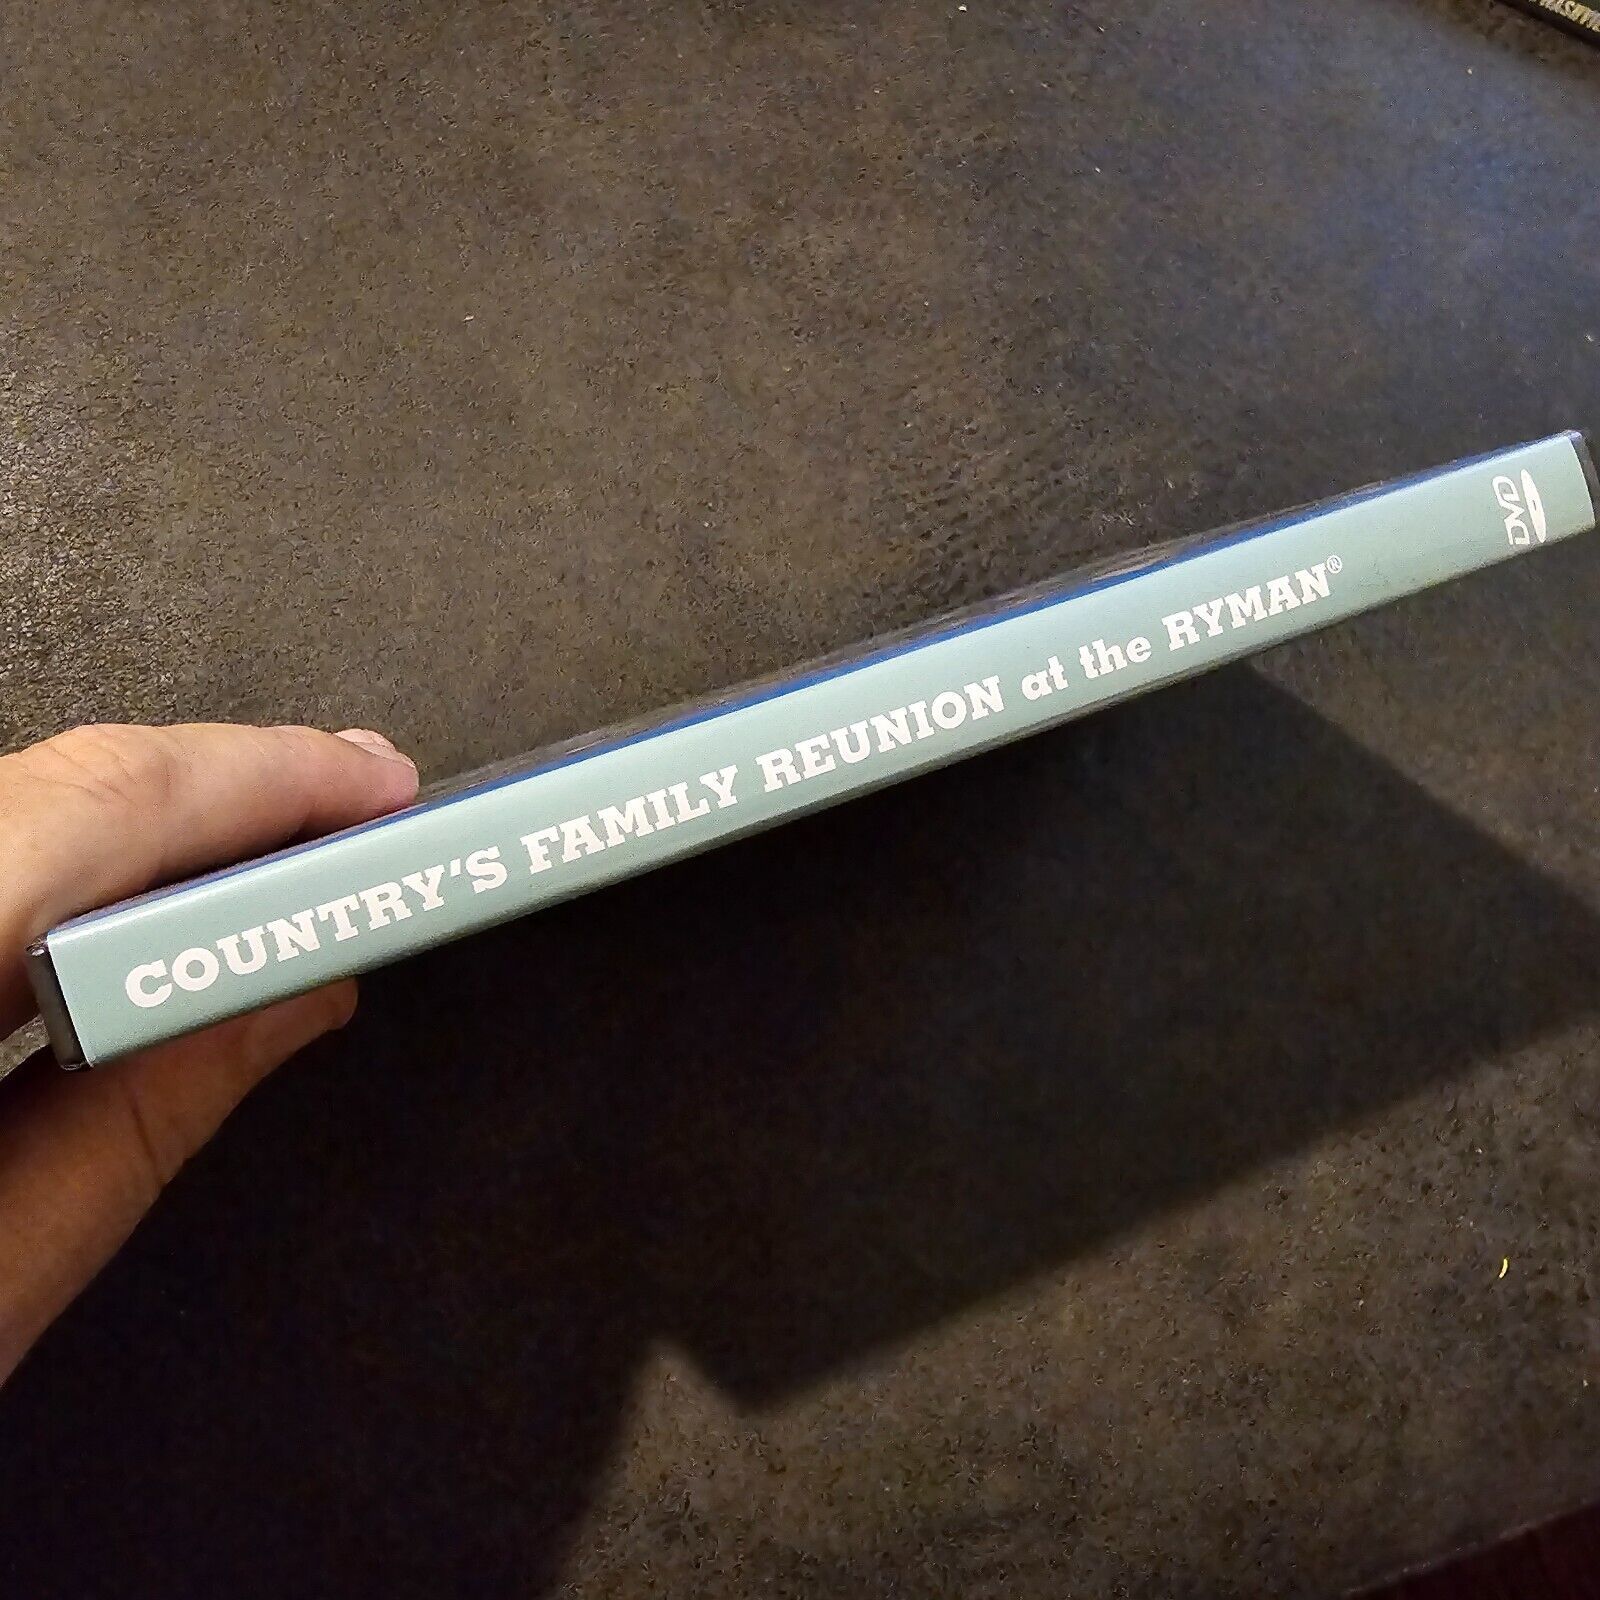 COUNTRY'S FAMILY REUNION at the RYMAN®
DVD